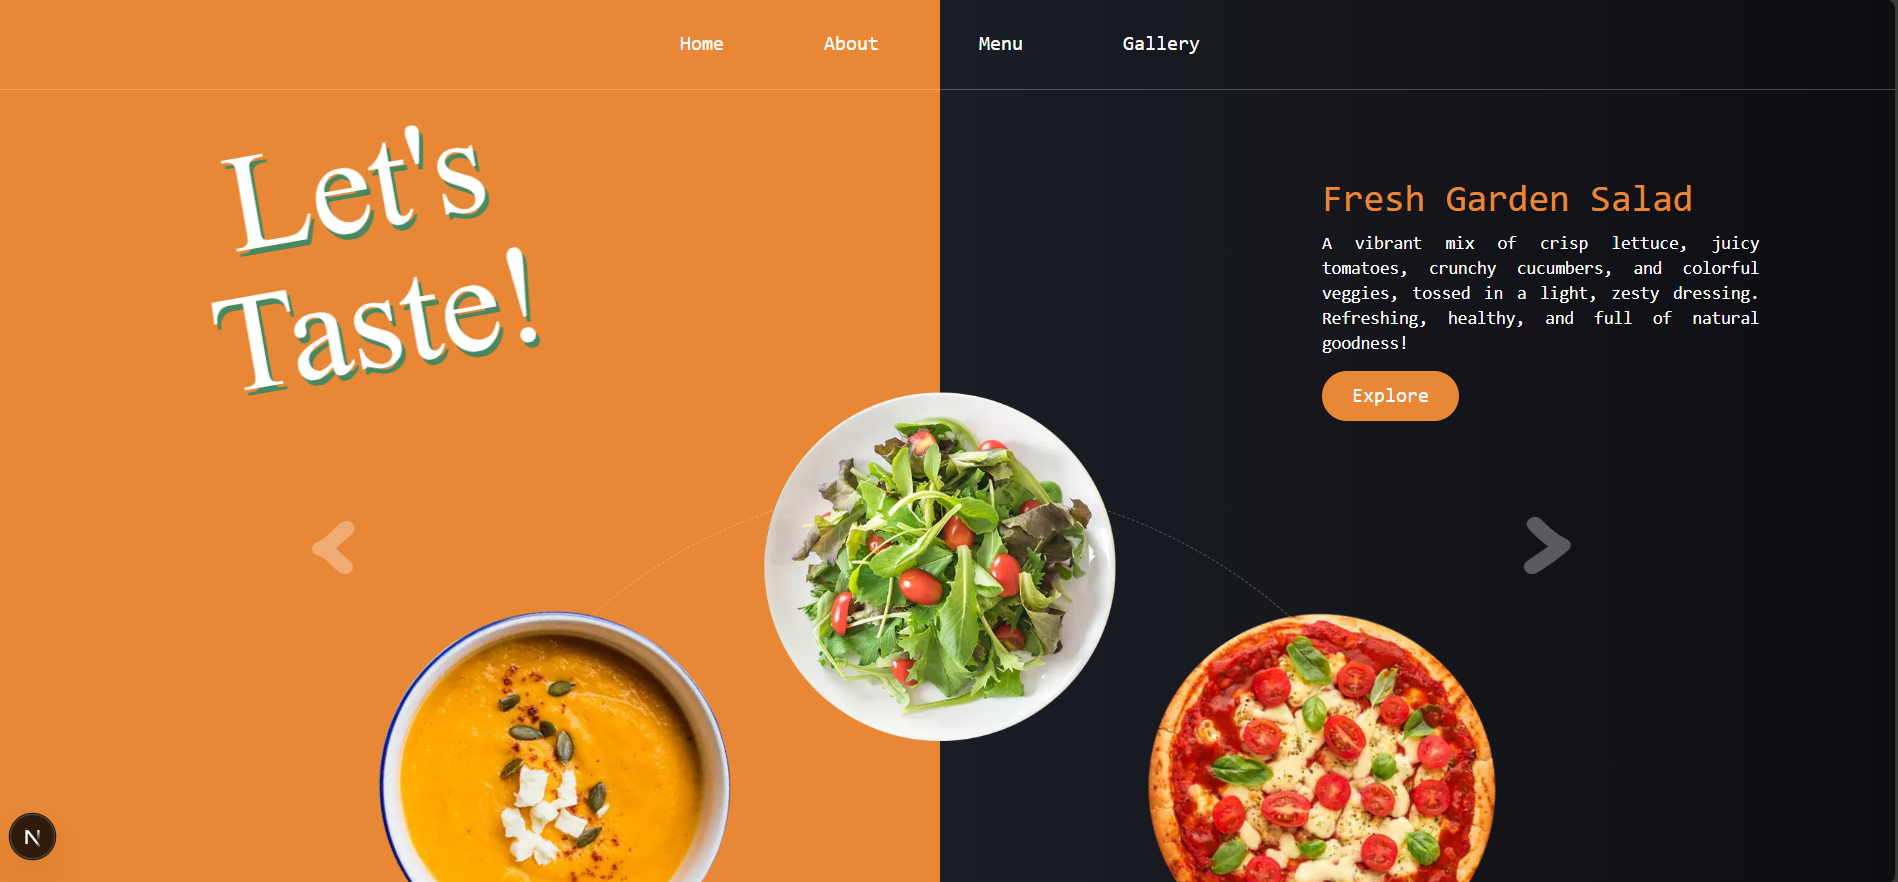 Home About Menu Gallery
Let's
Taste!
Fresh Garden Salad
A vibrant mix of crisp lettuce, juicy
tomatoes, crunchy cucumbers, and colorful
veggies, tossed in a light, zesty dressing.
Refreshing, healthy, and full of natural
goodness!
Explore
N